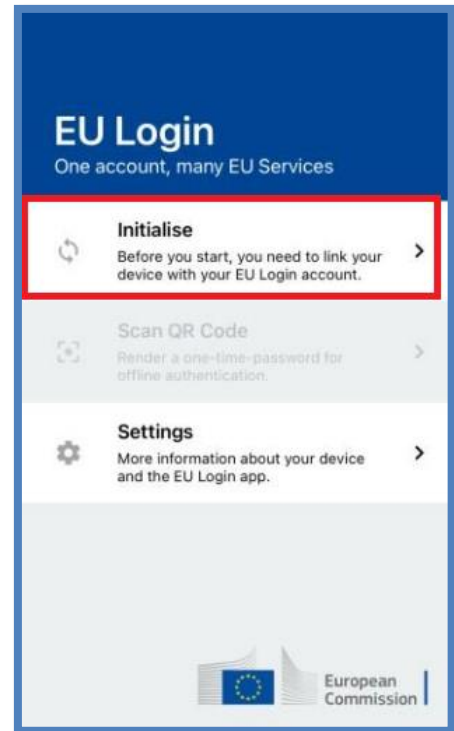 EU Login
One account, many EU Services
Initialise
Before you start, you need to link your
device with your EU Login account.
Scan QR Code
Render a one-time-password for
offline authentication.
Settings
More information about your device
and the EU Login app.
European
Commission